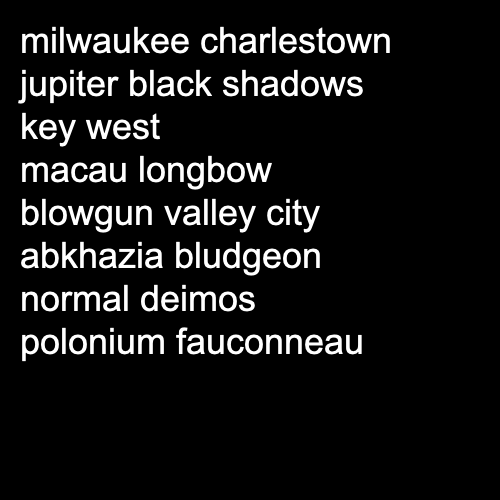 milwaukee charlestown
jupiter black shadows
key west
macau longbow
blowgun valley city
abkhazia bludgeon
normal deimos
polonium fauconneau